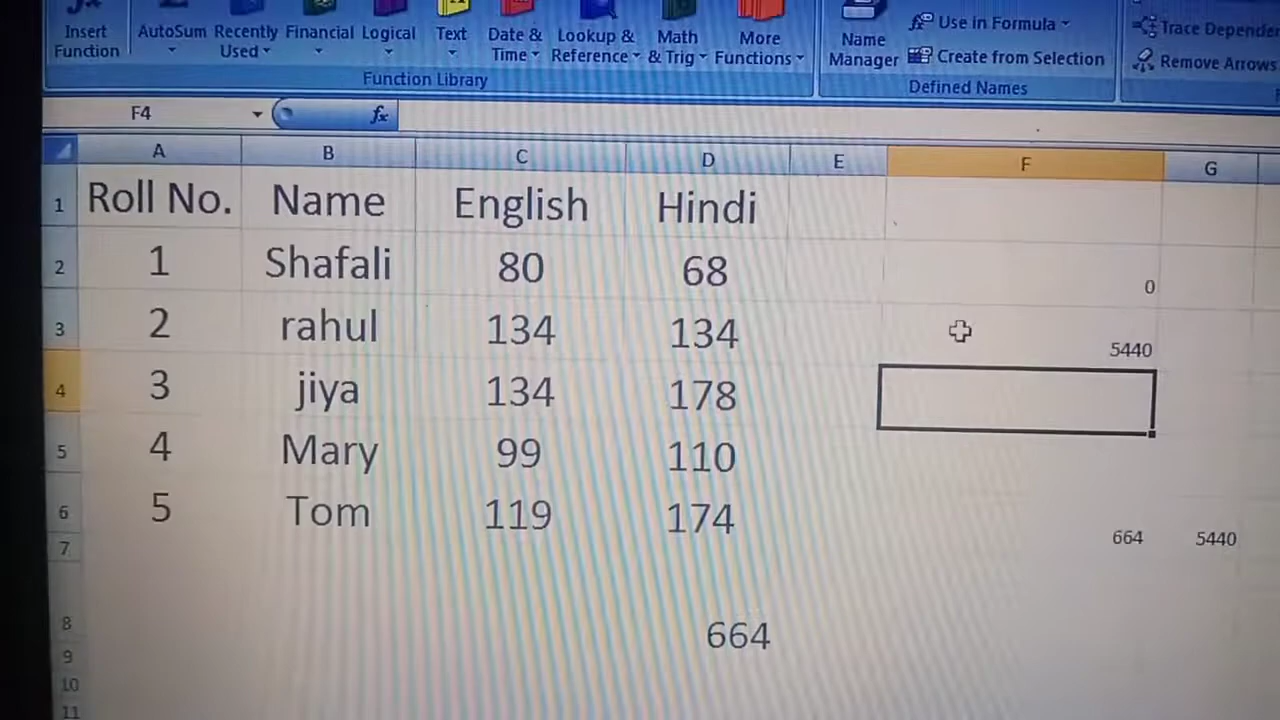 Insert Function
AutoSum
Recently Used
Financial
Logical
Text
Date & Time
Lookup & Reference
Math & Trig
More Functions
Function Library
Name Manager
Use in Formula
Create from Selection
Defined Names
Trace Depender
Remove Arrows
F4 fx
A B C D E F G
1 Roll No. Name English Hindi
2 1 Shafali 80 68 0
3 2 rahul 134 134 5440
4 3 jiya 134 178
5 4 Mary 99 110
6 5 Tom 119 174
7 664 5440
8 664
9
10
11